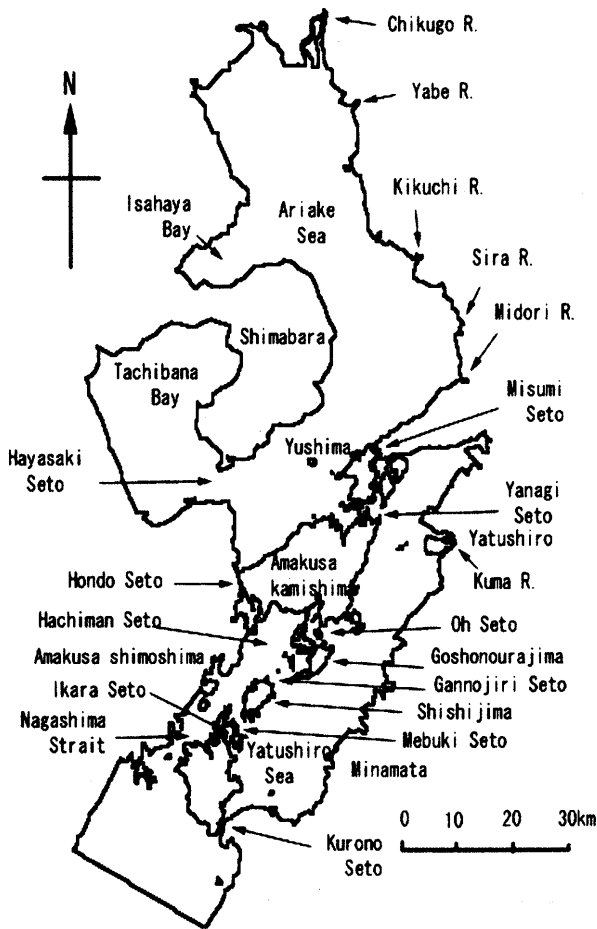 Chikugo R.
N
Yabe R.
Kikuchi R.
Isahaya
Bay
Ariake
Sea
Sira R.
Midori R.
Shimabara
Tachibana
Bay
Misumi
Seto
Yushima
Hayasaki
Seto
Yanagi
Seto
Yatushiro
Amakusa
kamishima
Hondo Seto
Kuma R.
Hachiman Seto
Oh Seto
Amakusa shimoshima
Goshonourajima
Gannojiri Seto
Ikara Seto
Shishijima
Nagashima
Strait
Mebuki Seto
Yatushiro
Sea
Minamata
0 10 20 30km
Kurono
Seto